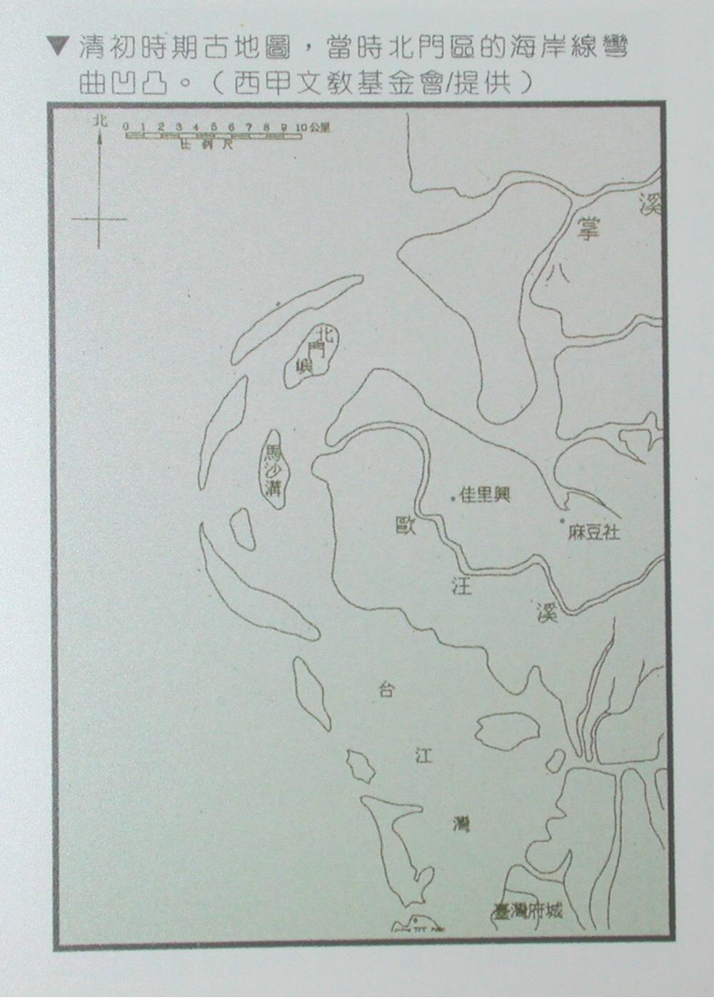 ▼清初時期古地圖，當時北門區的海岸線彎
曲凹凸。（西甲文教基金會/提供）
北
0 1 2 3 4 5 6 7 8 9 10公里
比例尺
溪
掌
八
北門嶼
馬沙溝
佳里興
歐
麻豆社
汪
溪
台
江
灣
臺灣府城